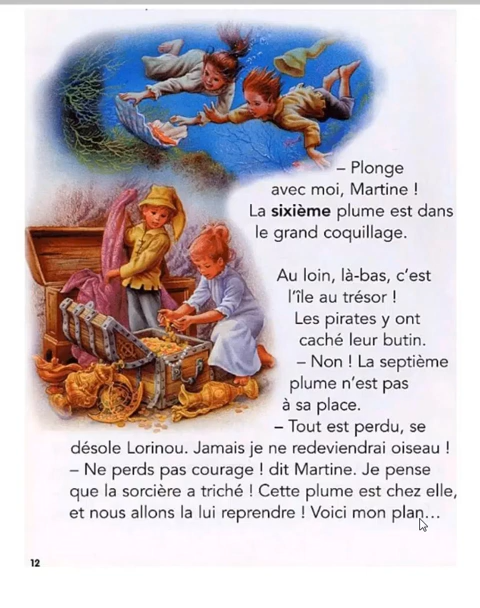 – Plonge
avec moi, Martine !
La sixième plume est dans
le grand coquillage.
Au loin, là-bas, c'est
l'île au trésor !
Les pirates y ont
caché leur butin.
– Non ! La septième
plume n'est pas
à sa place.
– Tout est perdu, se
désole Lorinou. Jamais je ne redeviendrai oiseau !
– Ne perds pas courage ! dit Martine. Je pense
que la sorcière a triché ! Cette plume est chez elle,
et nous allons la lui reprendre ! Voici mon plan...
12